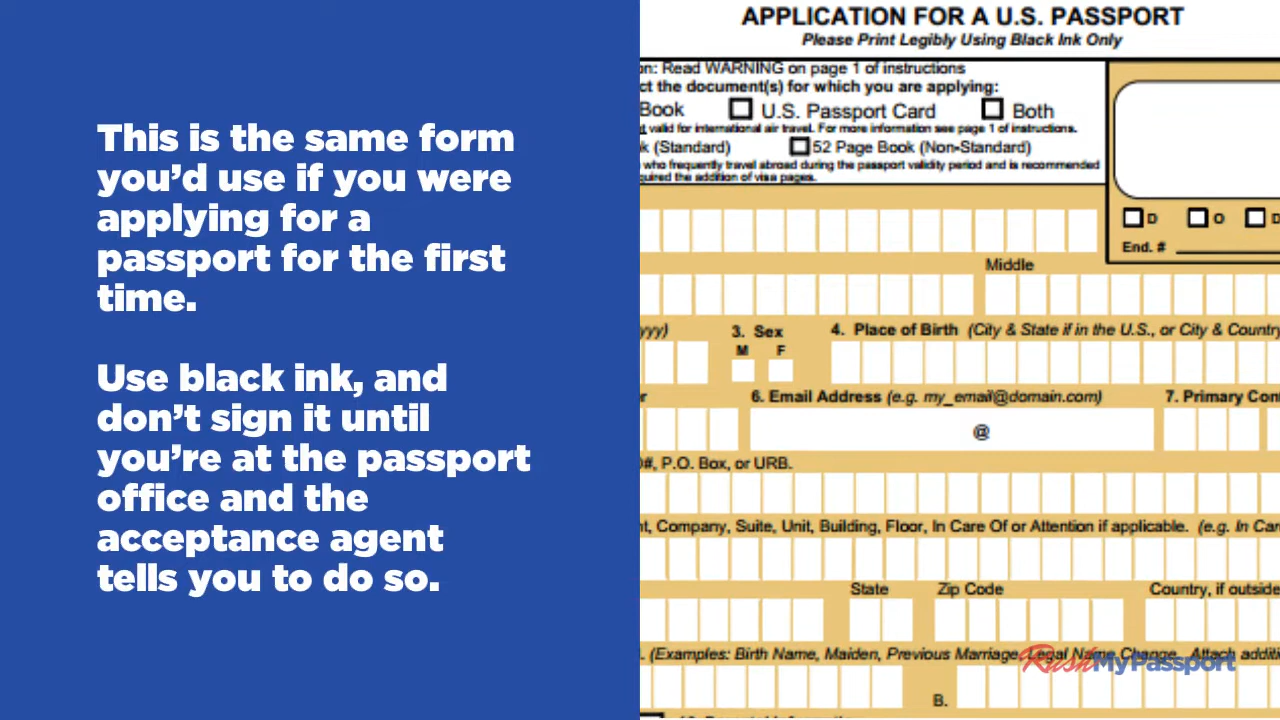 This is the same form
you'd use if you were
applying for a
passport for the first
time.
Use black ink, and
don't sign it until
you're at the passport
office and the
acceptance agent
tells you to do so.
APPLICATION FOR A U.S. PASSPORT
Please Print Legibly Using Black Ink Only
on: Read WARNING on page 1 of instructions
ct the document(s) for which you are applying:
Book U.S. Passport Card Both
valid for international air travel. For more information see page 1 of instructions.
k (Standard) 52 Page Book (Non-Standard)
who frequently travel abroad during the passport validity period and is recommended
quired the addition of visa pages.
D O D
End. #
Middle
yyy) 3. Sex 4. Place of Birth (City & State if in the U.S., or City & Country
M F
r 6. Email Address (e.g. my_email@domain.com) 7. Primary Cont
@
#, P.O. Box, or URB.
t, Company, Suite, Unit, Building, Floor, In Care Of or Attention if applicable. (e.g. In Car
State Zip Code Country, if outside
. (Examples: Birth Name, Maiden, Previous Marriage, Legal Name Change. Attach additi
RushMyPassport
B.